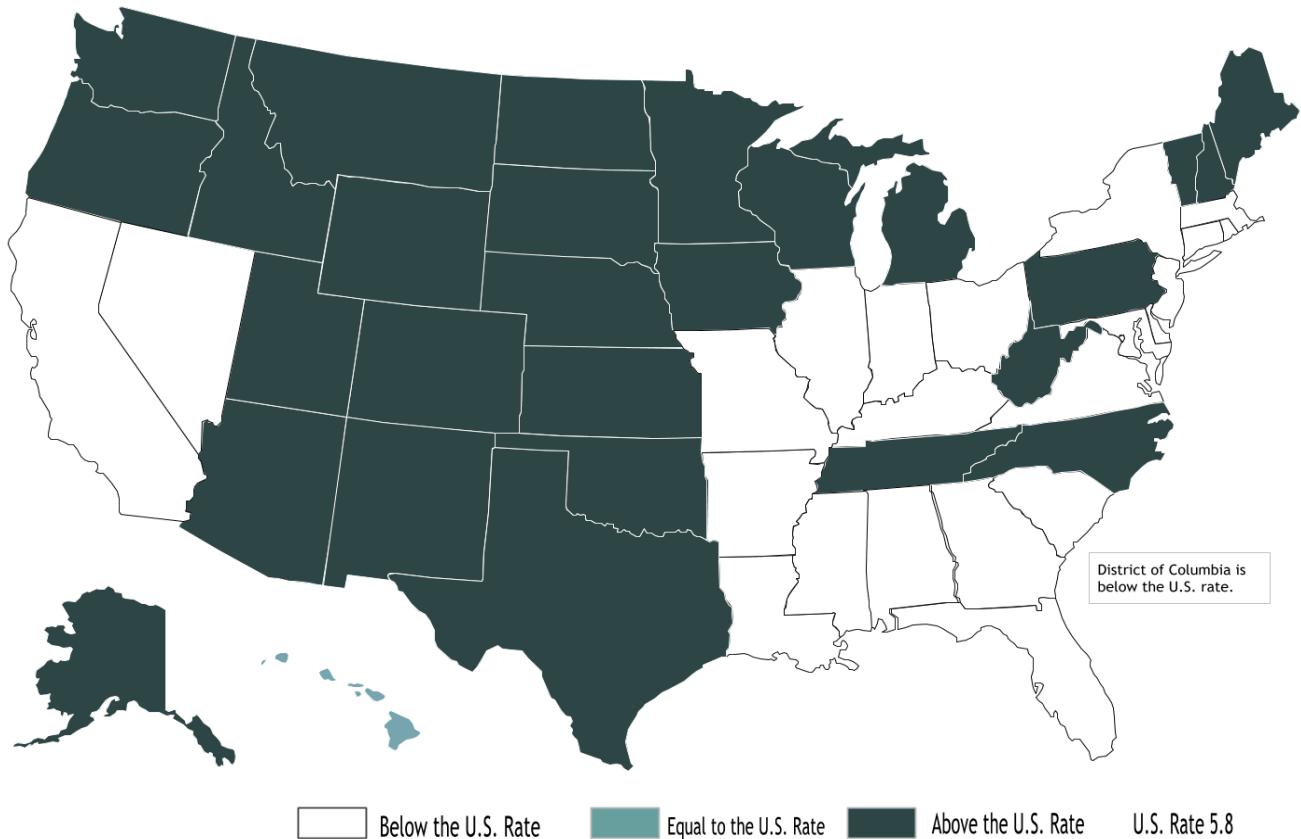 District of Columbia is
below the U.S. rate.
Below the U.S. Rate
Equal to the U.S. Rate
Above the U.S. Rate
U.S. Rate 5.8